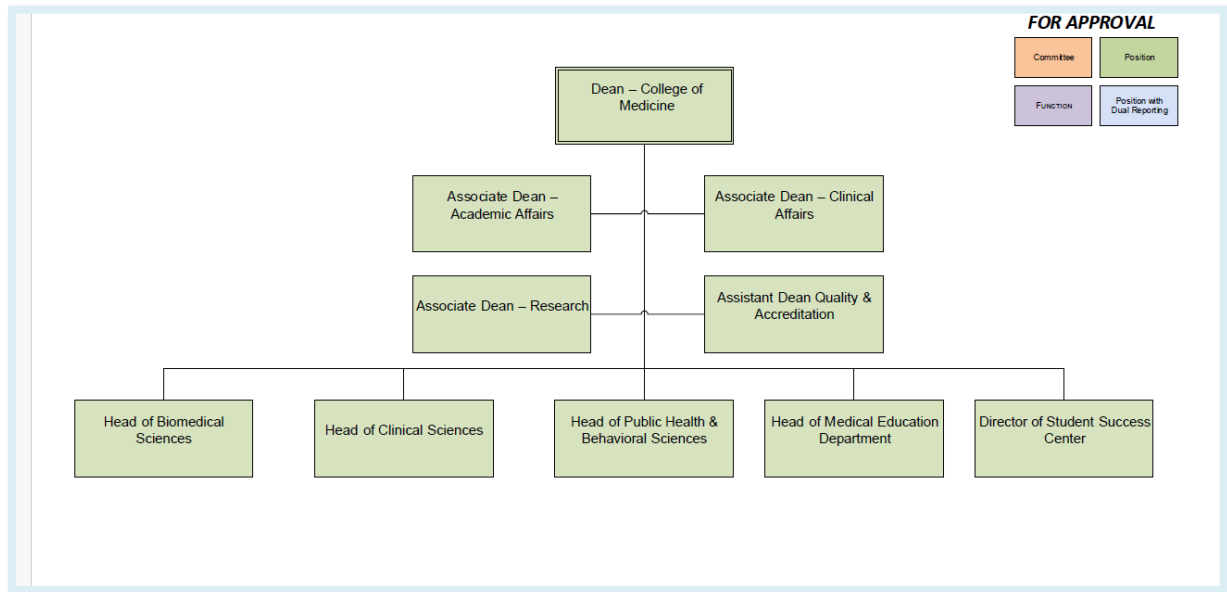 FOR APPROVAL
Committee
Position
FUNCTION
Position with
Dual Reporting
Dean – College of
Medicine
Associate Dean –
Academic Affairs
Associate Dean – Clinical
Affairs
Associate Dean – Research
Assistant Dean Quality &
Accreditation
Head of Biomedical
Sciences
Head of Clinical Sciences
Head of Public Health &
Behavioral Sciences
Head of Medical Education
Department
Director of Student Success
Center